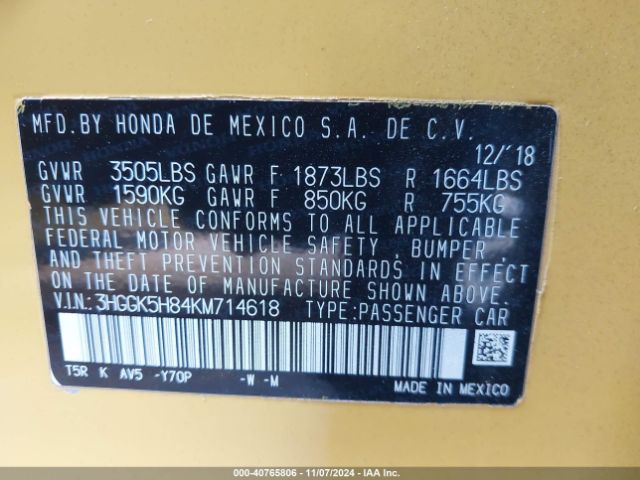 MFD.BY HONDA DE MEXICO S.A. DE C.V.
12/'18
GVWR 3505LBS GAWR F 1873LBS R 1664LBS
GVWR 1590KG GAWR F 850KG R 755KG
THIS VEHICLE CONFORMS TO ALL APPLICABLE
FEDERAL MOTOR VEHICLE SAFETY , BUMPER ,
AND THEFT PREVENTION STANDARDS IN EFFECT
ON THE DATE OF MANUFACTURE SHOWN ABOVE
V.I.N.: 3HGGK5H84KM714618 TYPE:PASSENGER CAR
T5R K AV5 -Y70P -W -M
MADE IN MEXICO
000-40765806 - 11/07/2024 - IAA Inc.